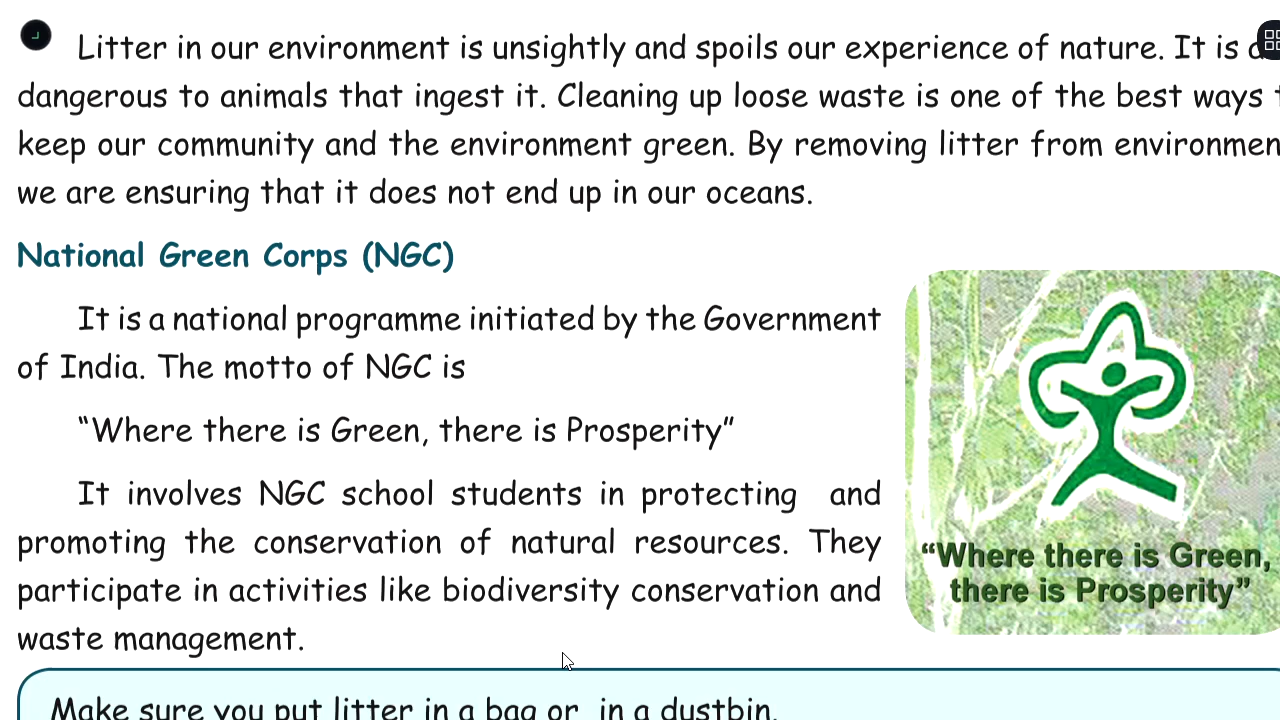 Litter in our environment is unsightly and spoils our experience of nature. It is
dangerous to animals that ingest it. Cleaning up loose waste is one of the best ways
keep our community and the environment green. By removing litter from
we are ensuring that it does not end up in our oceans.
National Green Corps (NGC)
It is a national programme initiated by the Government
of India. The motto of NGC is
“Where there is Green, there is Prosperity”
It involves NGC school students in protecting and
promoting the conservation of natural resources. They
participate in activities like biodiversity conservation and
waste management.
“Where there is Green,
there is Prosperity”
Make sure you put litter in a bag or in a dustbin.